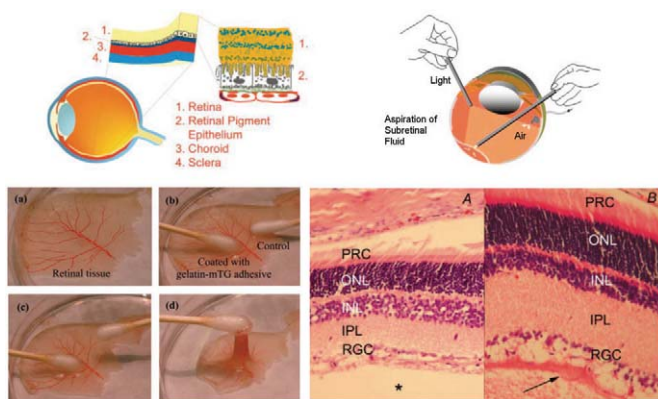 1.
2.
3.
4.
1.
2.
1. Retina
2. Retinal Pigment
Epithelium
3. Choroid
4. Sclera
Light
Aspiration of
Subretinal
Fluid
Air
(a)
Retinal tissue
(b)
Control
Coated with
gelatin-mTG adhesive
(c)
(d)
A
PRC
ONL
INL
IPL
RGC
*
B
PRC
ONL
INL
IPL
RGC